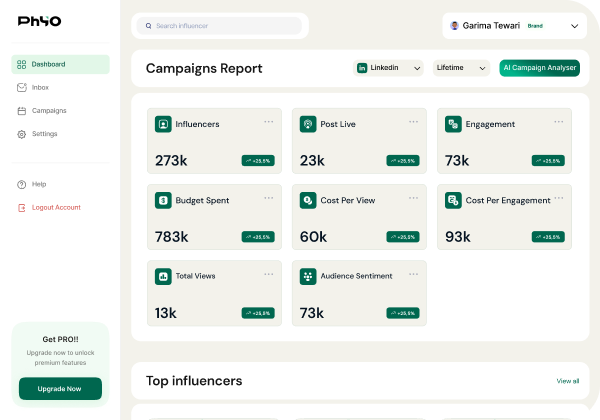 Phyo
Search influencer
Garima Tewari
Brand
Dashboard
Inbox
Campaigns
Settings
Help
Logout Account
Campaigns Report
in
Linkedin
Lifetime
AI Campaign Analyser
Influencers
273k
+25,5%
Post Live
23k
+25,5%
Engagement
73k
+25,5%
Budget Spent
783k
+25,5%
Cost Per View
60k
+25,5%
Cost Per Engagement
93k
+25,5%
Total Views
13k
+25,5%
Audience Sentiment
73k
+25,5%
Get PRO!!
Upgrade now to unlock
premium features
Upgrade Now
Top influencers
View all